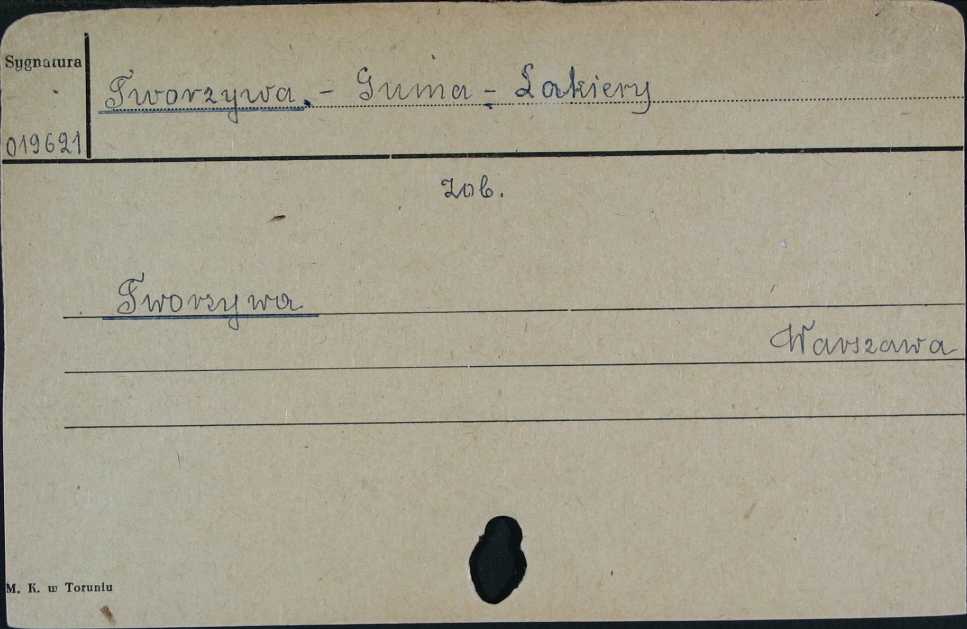 Sygnatura
Tworzywa. - Guma - Lakiery
019621
zob.
Tworzywa
Warszawa
M. K. w Toruniu